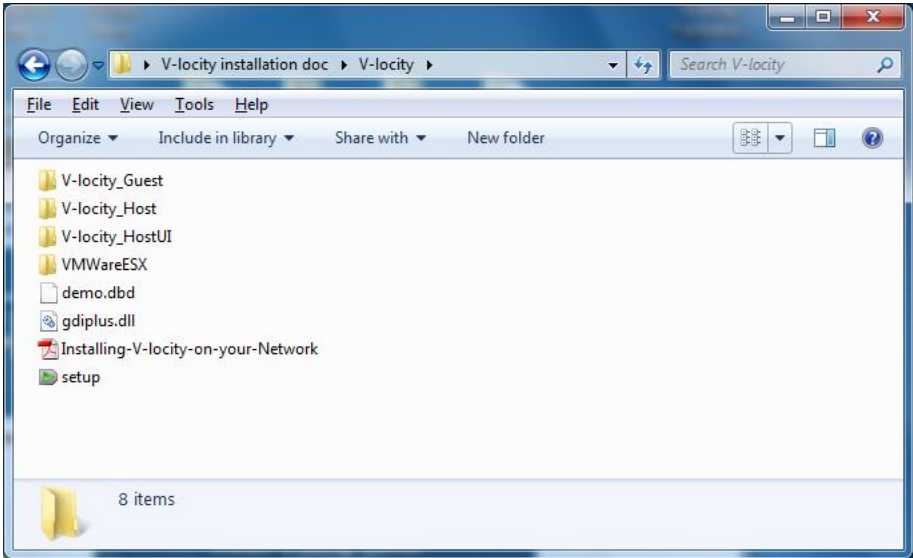 V-locity installation doc V-locity Search V-locity
File Edit View Tools Help
Organize Include in library Share with New folder
V-locity_Guest
V-locity_Host
V-locity_HostUI
VMWareESX
demo.dbd
gdiplus.dll
Installing-V-locity-on-your-Network
setup
8 items